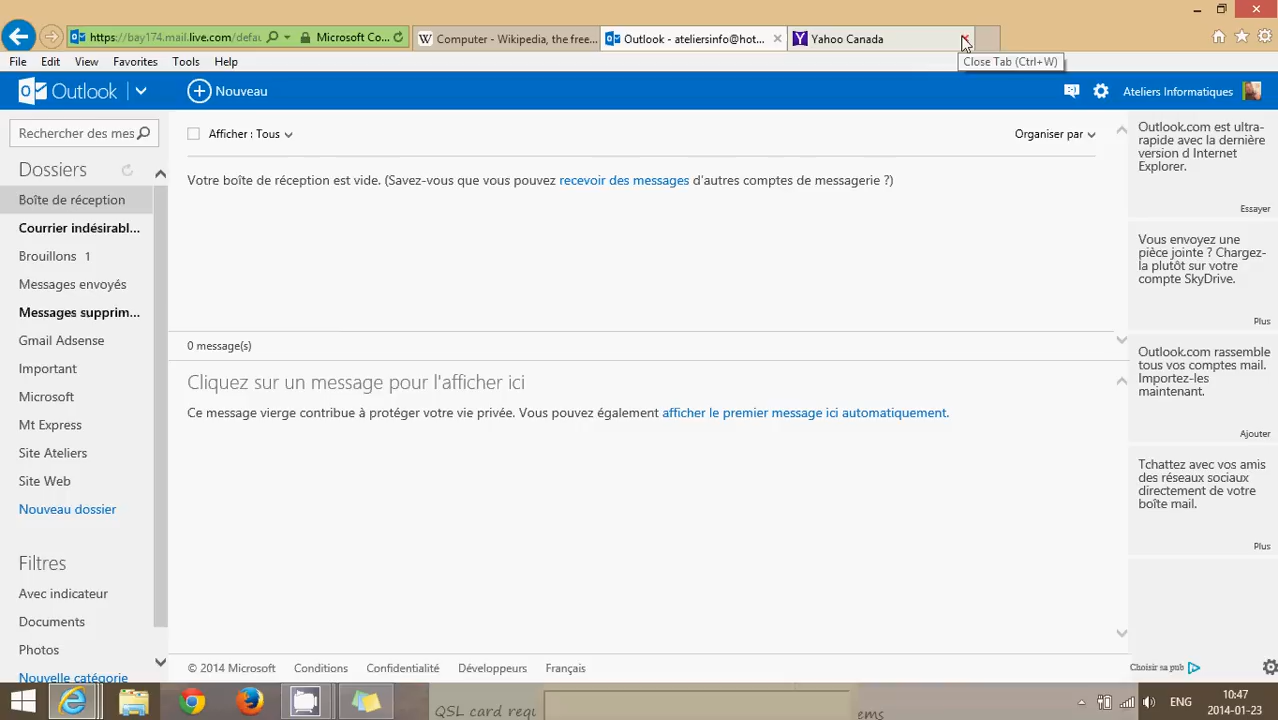 https://bay174.mail.live.com/defau
Microsoft Co...
Computer - Wikipedia, the free...
Outlook - ateliersinfo@hot...
Yahoo Canada
Close Tab (Ctrl+W)
File Edit View Favorites Tools Help
Outlook
Nouveau
Ateliers Informatiques
Rechercher des mes
Afficher : Tous
Organiser par
Votre boîte de réception est vide. (Savez-vous que vous pouvez recevoir des messages d'autres comptes de messagerie ?)
0 message(s)
Cliquez sur un message pour l'afficher ici
Ce message vierge contribue à protéger votre vie privée. Vous pouvez également afficher le premier message ici automatiquement.
Dossiers
Boîte de réception
Courrier indésirabl...
Brouillons 1
Messages envoyés
Messages supprim...
Gmail Adsense
Important
Microsoft
Mt Express
Site Ateliers
Site Web
Nouveau dossier
Filtres
Avec indicateur
Documents
Photos
Nouvelle catégorie
Outlook.com est ultra-
rapide avec la dernière
version d Internet
Explorer.
Essayer
Vous envoyez une
pièce jointe ? Chargez-
la plutôt sur votre
compte SkyDrive.
Plus
Outlook.com rassemble
tous vos comptes mail.
Importez-les
maintenant.
Ajouter
Tchattez avec vos amis
des réseaux sociaux
directement de votre
boîte mail.
Plus
© 2014 Microsoft Conditions Confidentialité Développeurs Français
Choisir sa pub
QSL card requ
ems
ENG
10:47
2014-01-23